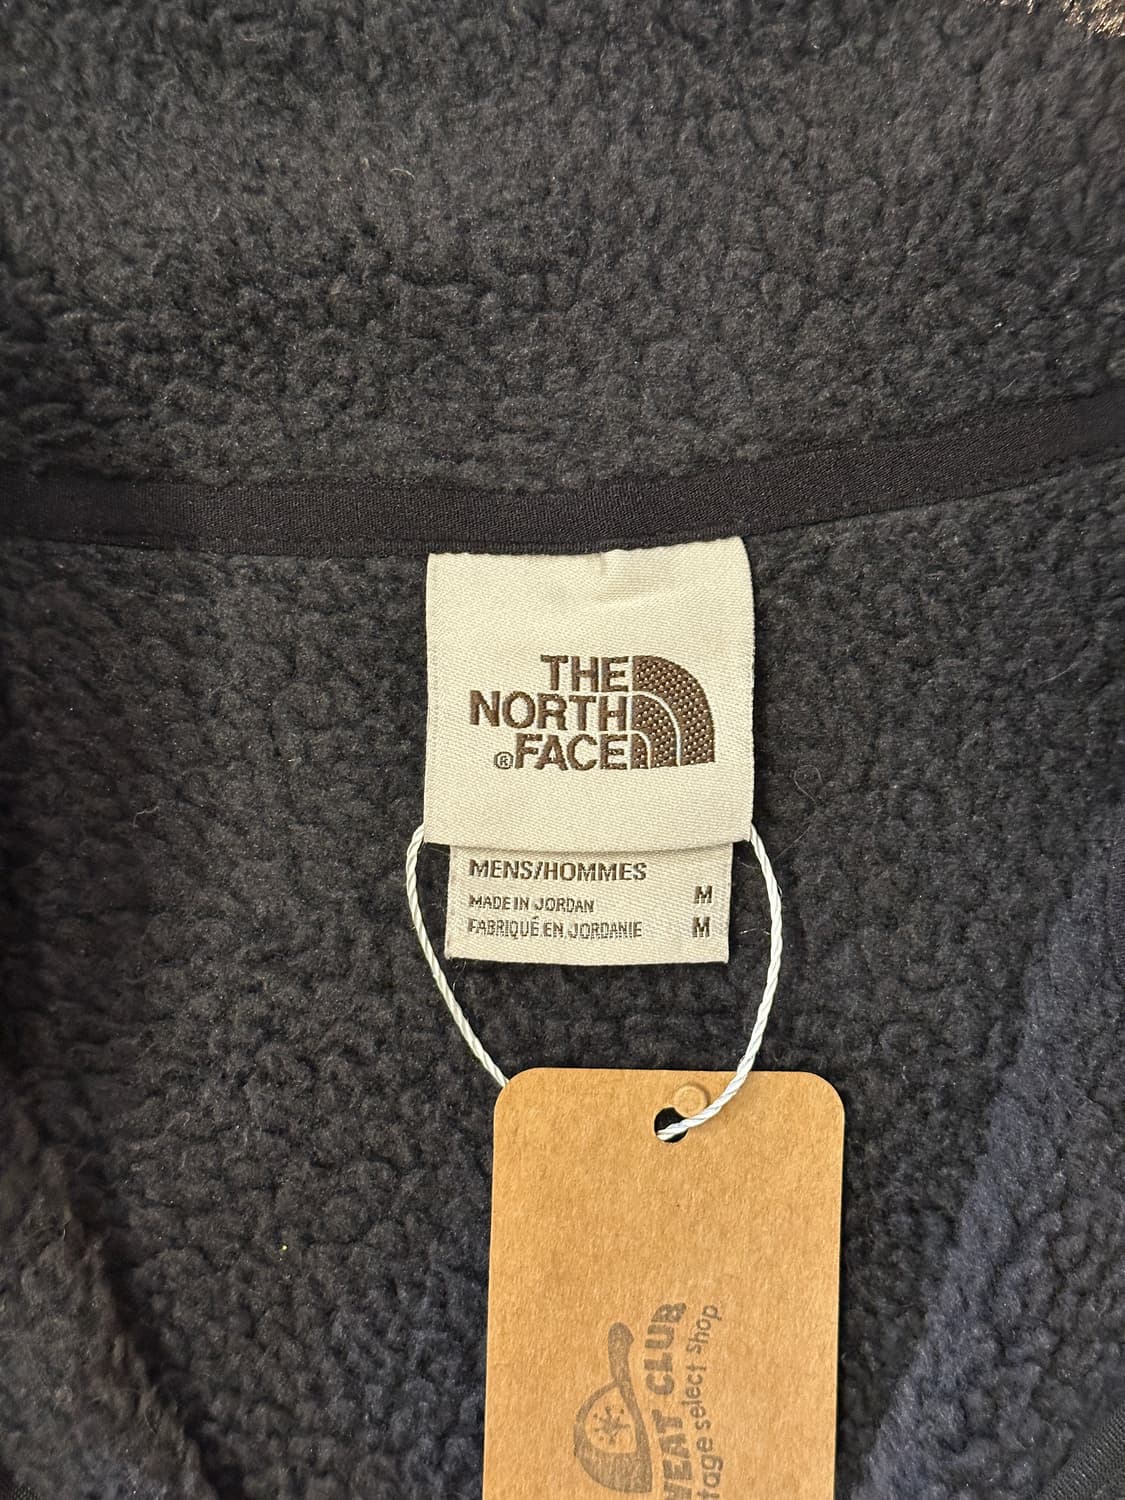 THE
NORTH
®FACE
MENS/HOMMES
MADE IN JORDAN M
FABRIQUÉ EN JORDANIE M
CLUB
select shop